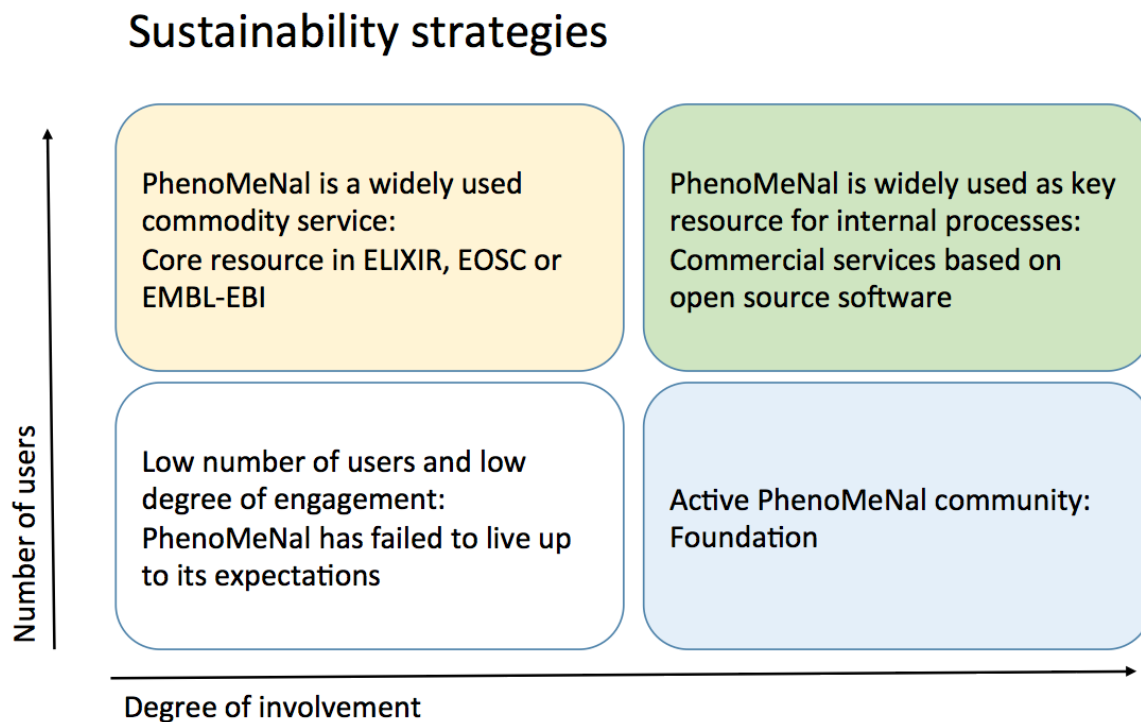 Sustainability strategies
PhenoMeNal is a widely used
commodity service:
Core resource in ELIXIR, EOSC or
EMBL-EBI
PhenoMeNal is widely used as key
resource for internal processes:
Commercial services based on
open source software
Number of users
Low number of users and low
degree of engagement:
PhenoMeNal has failed to live up
to its expectations
Active PhenoMeNal community:
Foundation
Degree of involvement